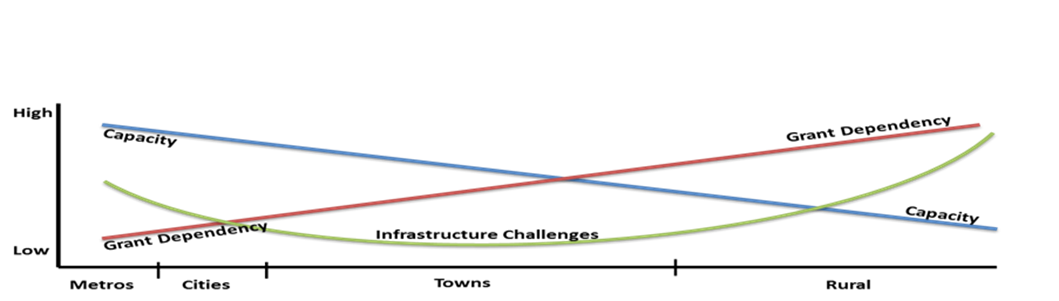 High
Capacity
Grant Dependency
Grant Dependency
Infrastructure Challenges
Capacity
Low
Metros
Cities
Towns
Rural